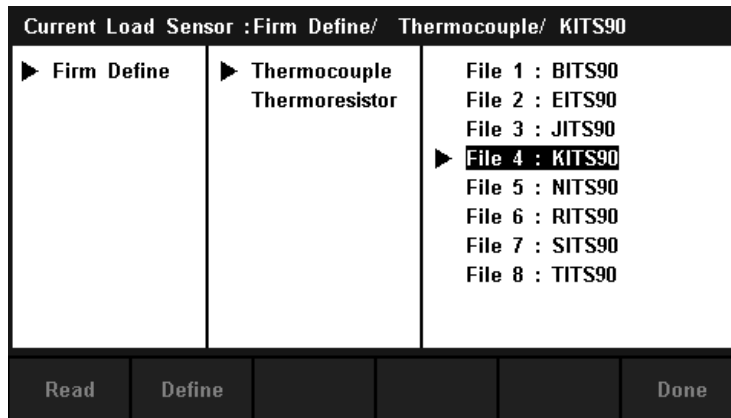 Current Load Sensor :Firm Define/ Thermocouple/ KITS90
Firm Define
Thermocouple
Thermoresistor
File 1 : BITS90
File 2 : EITS90
File 3 : JITS90
File 4 : KITS90
File 5 : NITS90
File 6 : RITS90
File 7 : SITS90
File 8 : TITS90
Read Define Done